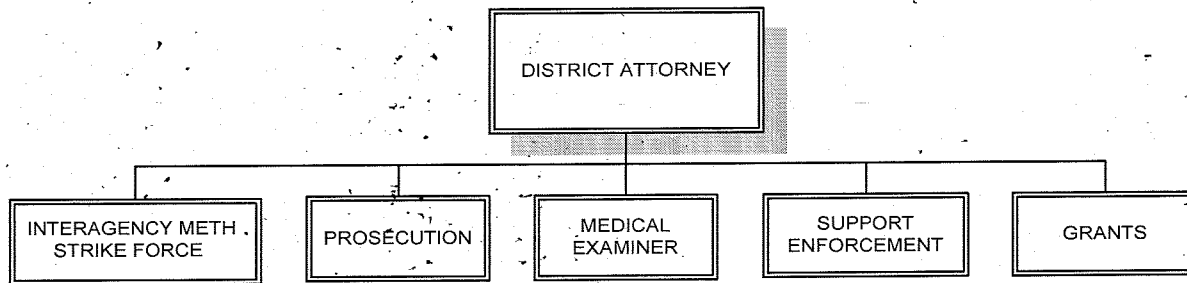 DISTRICT ATTORNEY
INTERAGENCY METH
STRIKE FORCE
PROSECUTION
MEDICAL
EXAMINER
SUPPORT
ENFORCEMENT
GRANTS